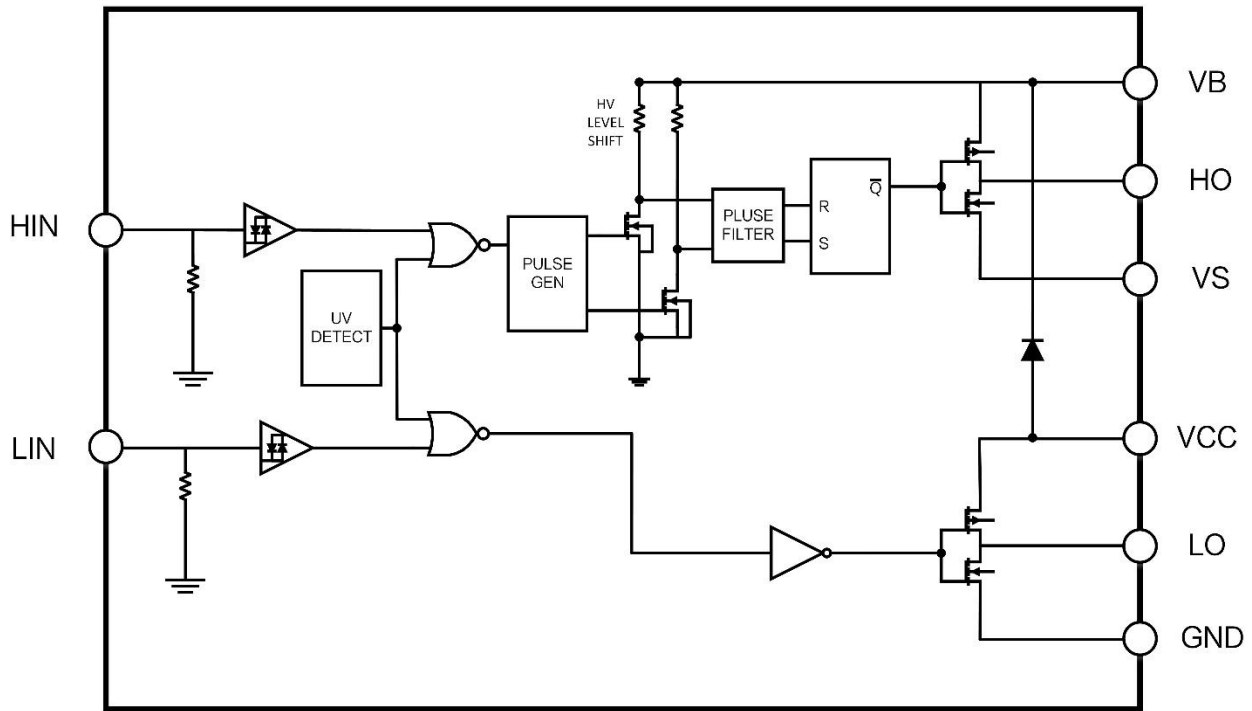 VB
HV
LEVEL
SHIFT
HO
HIN
PULSE
GEN
PLUSE
FILTER
R
S
Q̅
VS
UV
DETECT
LIN
VCC
LO
GND